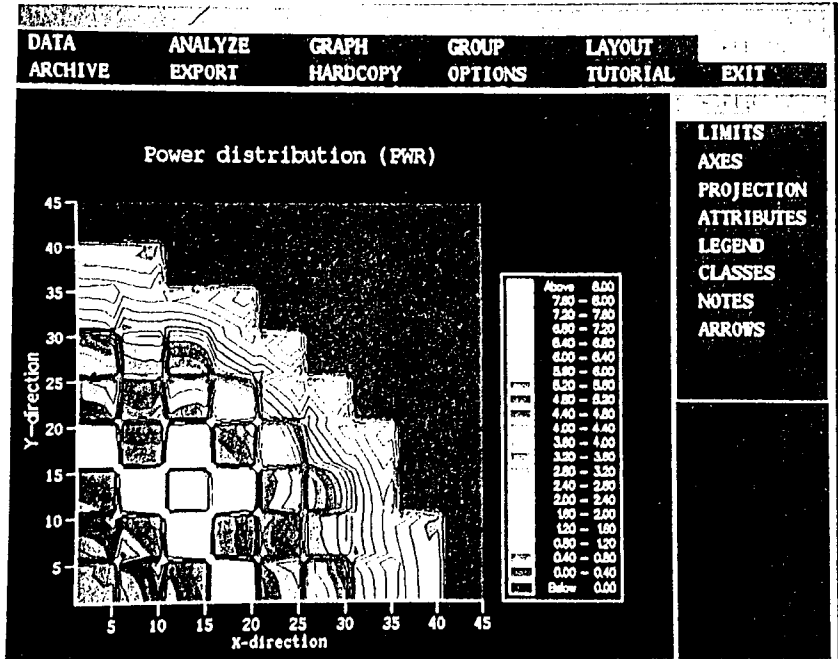 DATA ANALYZE GRAPH GROUP LAYOUT
ARCHIVE EXPORT HARDCOPY OPTIONS TUTORIAL EXIT
LIMITS
AXES
PROJECTION
ATTRIBUTES
LEGEND
CLASSES
NOTES
ARROWS
Power distribution (PWR)
45
40
35
30
25
20
15
10
5
Y-direction
5 10 15 20 25 30 35 40 45
X-direction
Above 8.00
7.60 - 8.00
7.20 - 7.60
6.80 - 7.20
6.40 - 6.80
6.00 - 6.40
5.60 - 6.00
5.20 - 5.60
4.80 - 5.20
4.40 - 4.80
4.00 - 4.40
3.60 - 4.00
3.20 - 3.60
2.80 - 3.20
2.40 - 2.80
2.00 - 2.40
1.60 - 2.00
1.20 - 1.60
0.80 - 1.20
0.40 - 0.80
0.00 - 0.40
Below 0.00